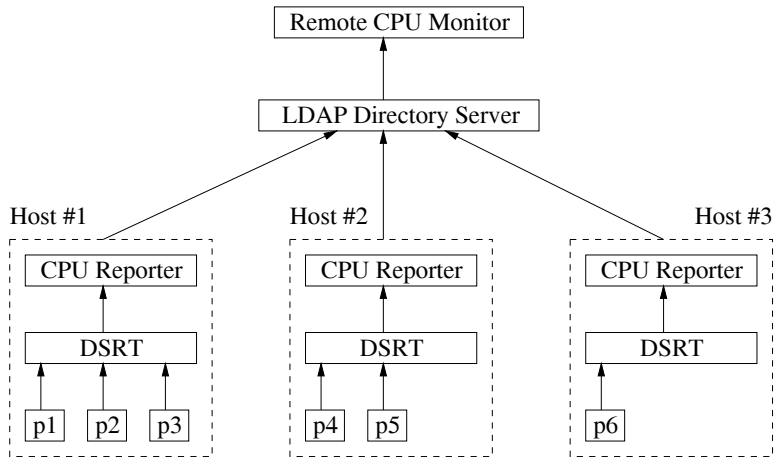 Remote CPU Monitor
LDAP Directory Server
Host #1
Host #2
Host #3
CPU Reporter
CPU Reporter
CPU Reporter
DSRT
DSRT
DSRT
p1
p2
p3
p4
p5
p6